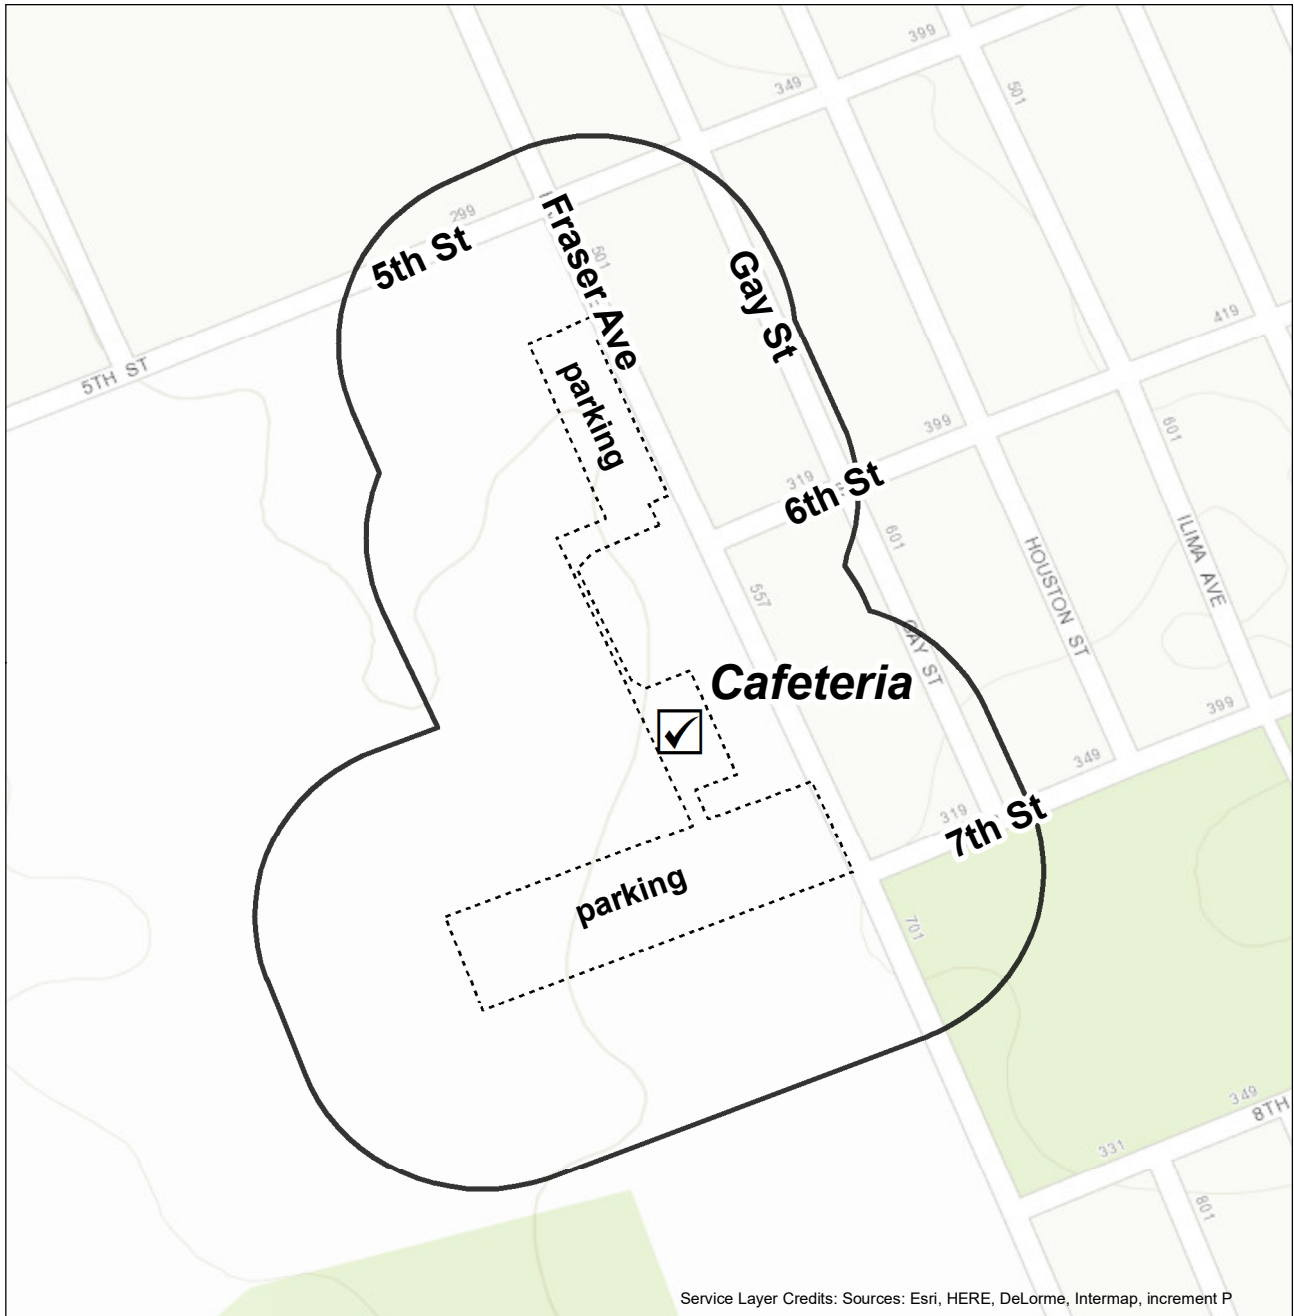 399
349
501
299
5th St
Fraser Ave
501
Gay St
419
5TH ST
parking
399
601
319
6th St
601
HOUSTON ST
ILIMA AVE
557
GAY ST
Cafeteria
399
349
319
7th St
parking
701
349
8TH
331
801
Service Layer Credits: Sources: Esri, HERE, DeLorme, Intermap, increment P